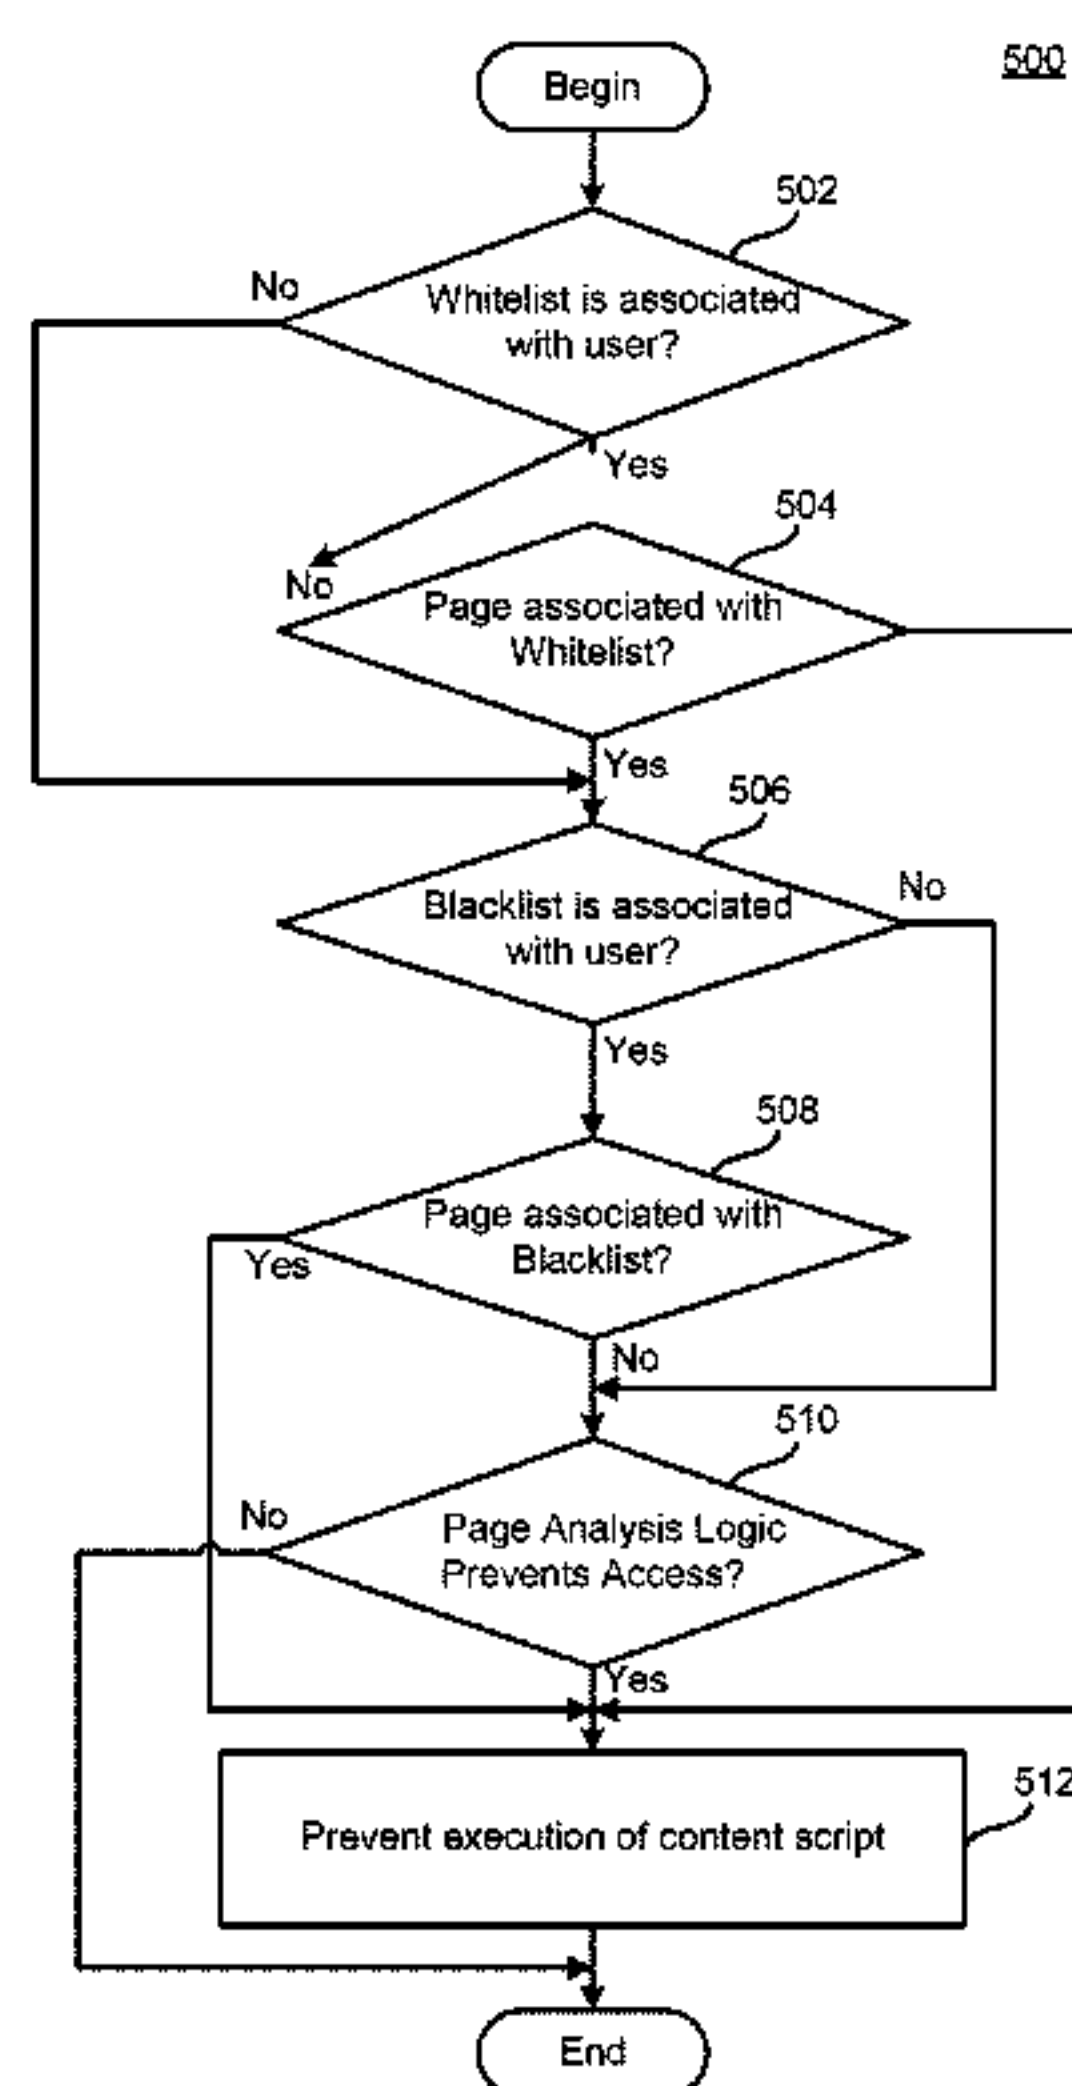 500
Begin
502
No
Whitelist is associated
with user?
Yes
504
No
Page associated with
Whitelist?
Yes
506
No
Blacklist is associated
with user?
Yes
508
Page associated with
Blacklist?
Yes
No
510
No
Page Analysis Logic
Prevents Access?
Yes
512
Prevent execution of content script
End